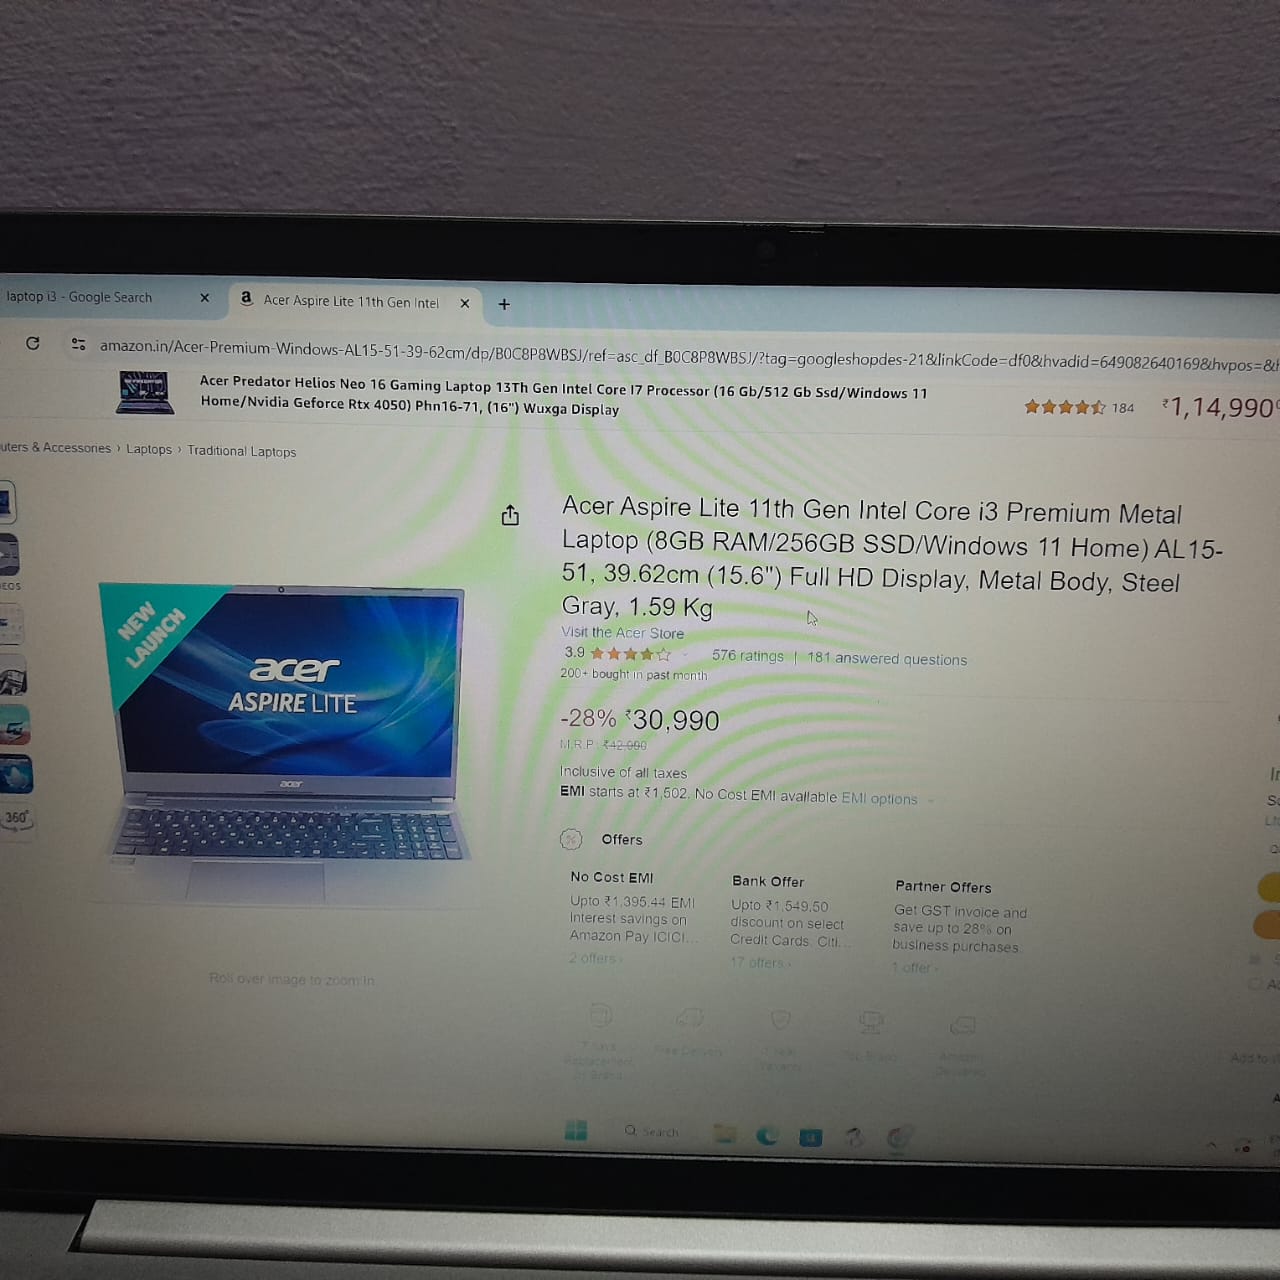 laptop i3 - Google Search
Acer Aspire Lite 11th Gen Intel
amazon.in/Acer-Premium-Windows-AL15-51-39-62cm/dp/B0C8P8WBSJ/ref=asc_df_B0C8P8WBSJ/?tag=googleshopdes-21&linkCode=df0&hvadid=649082640169&hvpos=&h
Acer Predator Helios Neo 16 Gaming Laptop 13Th Gen Intel Core I7 Processor (16 Gb/512 Gb Ssd/Windows 11
Home/Nvidia Geforce Rtx 4050) Phn16-71, (16") Wuxga Display
184 ₹1,14,990
uters & Accessories › Laptops › Traditional Laptops
Acer Aspire Lite 11th Gen Intel Core i3 Premium Metal
Laptop (8GB RAM/256GB SSD/Windows 11 Home) AL15-
51, 39.62cm (15.6") Full HD Display, Metal Body, Steel
Gray, 1.59 Kg
Visit the Acer Store
3.9 576 ratings | 181 answered questions
200+ bought in past month
-28% ₹30,990
M.R.P.: ₹42,990
Inclusive of all taxes
EMI starts at ₹1,502. No Cost EMI available EMI options
Offers
No Cost EMI
Upto ₹1,395.44 EMI
interest savings on
Amazon Pay ICICI...
2 offers ›
Bank Offer
Upto ₹1,549.50
discount on select
Credit Cards, Citi...
17 offers ›
Partner Offers
Get GST invoice and
save up to 28% on
business purchases.
1 offer ›
NEW
LAUNCH
acer
ASPIRE LITE
acer
EOS
360°
Roll over image to zoom in
Free Delivery
Top Brand
Add to
Search